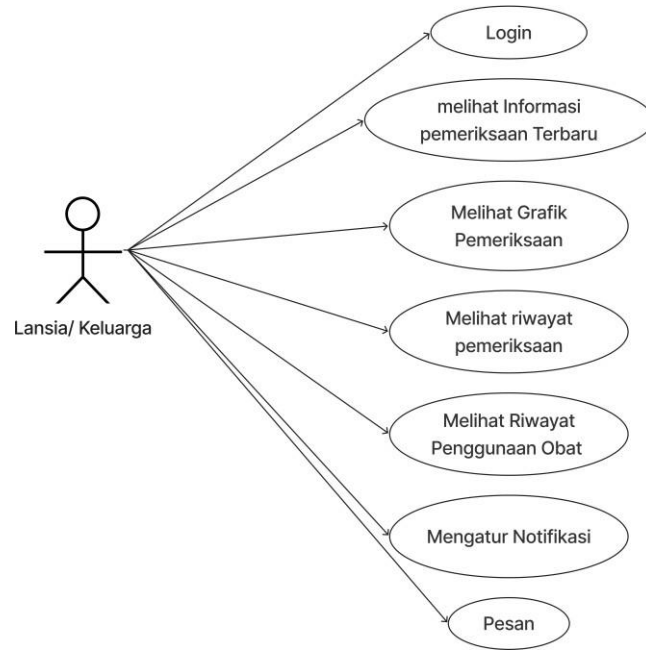 Login
melihat Informasi
pemeriksaan Terbaru
Melihat Grafik
Pemeriksaan
Lansia/ Keluarga
Melihat riwayat
pemeriksaan
Melihat Riwayat
Penggunaan Obat
Mengatur Notifikasi
Pesan